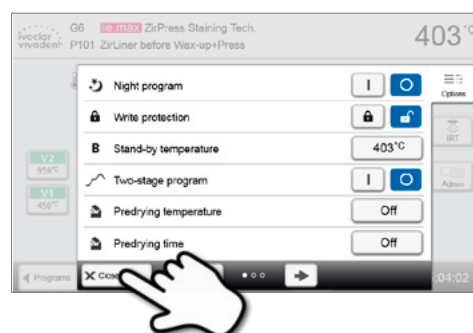 ivoclar
vivadent
G6 e.max ZirPress Staining Tech.
P101 ZirLiner before Wax-up+Press
403°C
Night program I O
Options
Write protection
IRT
B Stand-by temperature 403°C
V2
959°C
Two-stage program I O
Admin
V1
450°C
Predrying temperature Off
Predrying time Off
Programs
Close
:04:02